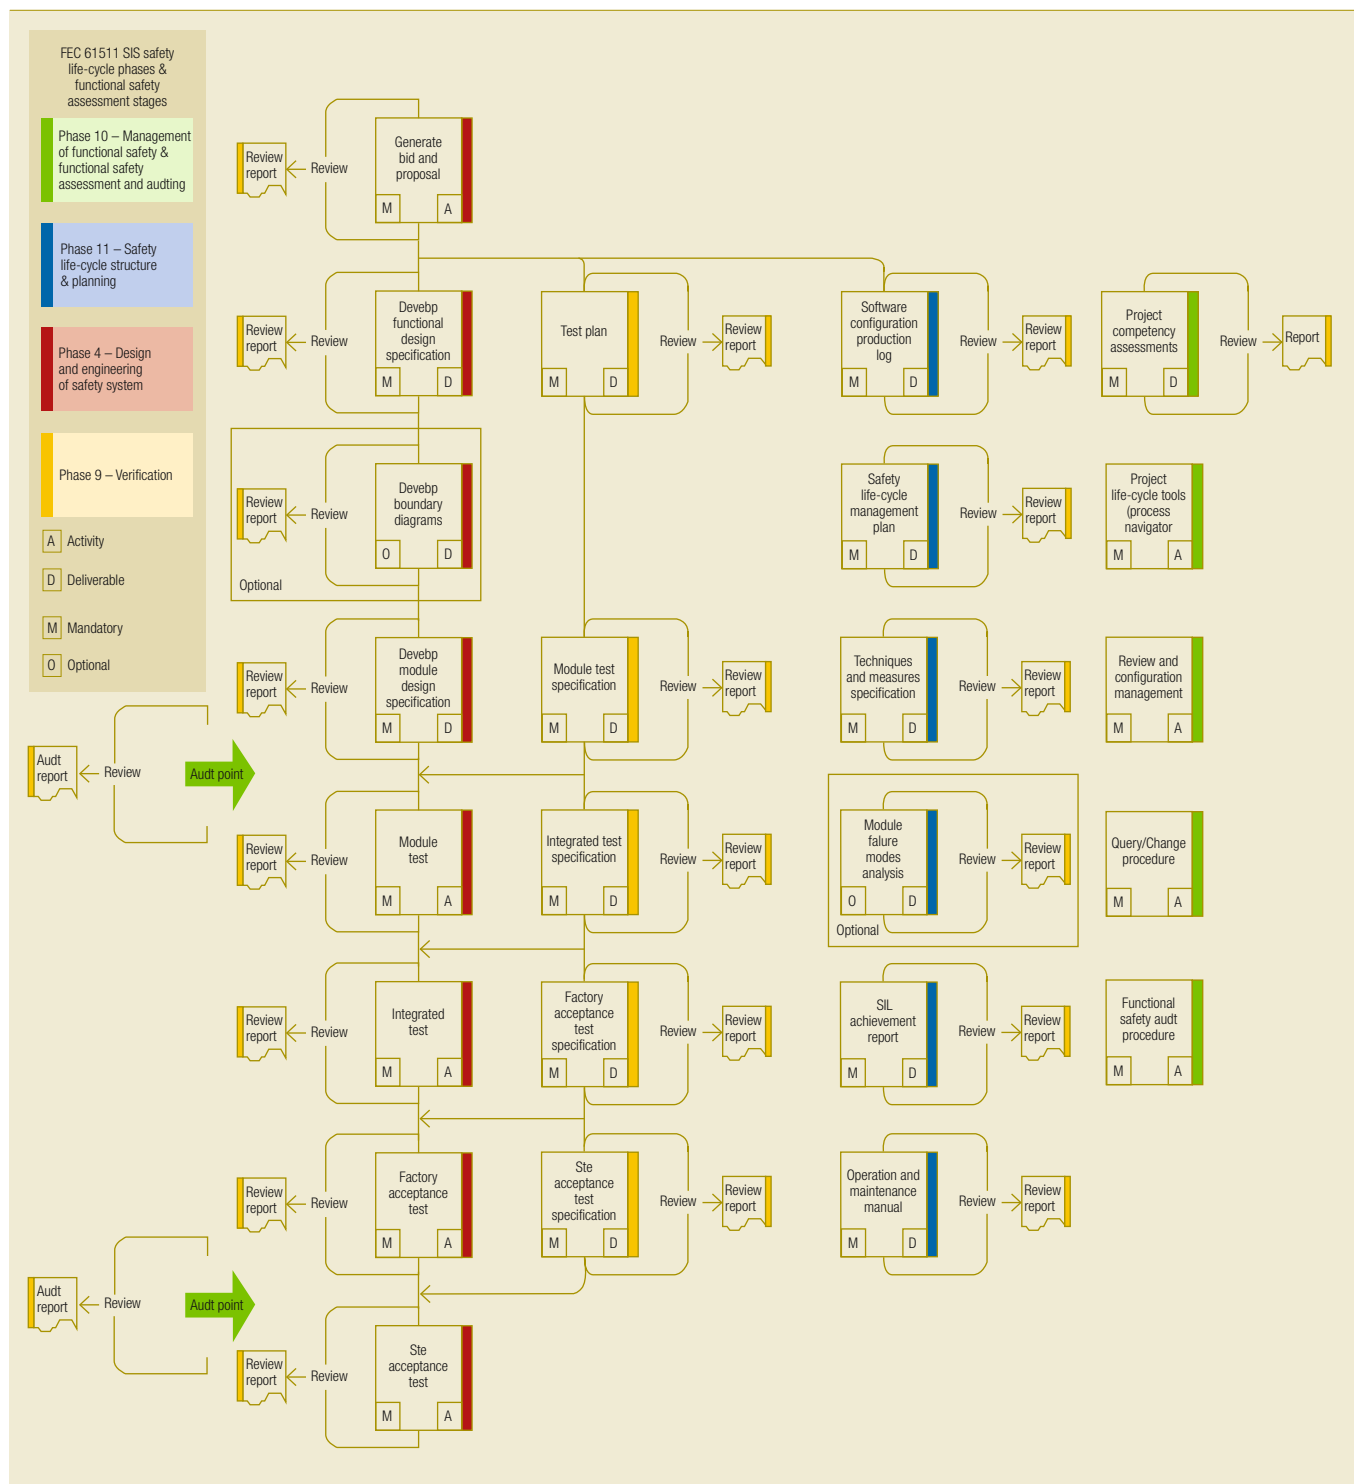 FEC 61511 SIS safety
life-cycle phases &
functional safety
assessment stages
Phase 10 – Management
of functional safety &
functional safety
assessment and audting
Phase 11 – Safety
life-cycle structure
& planning
Phase 4 – Design
and engineering
of safety system
Phase 9 – Verification
A Activity
D Deliverable
M Mandatory
O Optional
Generate
bid and
proposal
M A
Review
Review
report
Devebp
functional
design
specification
M D
Review
Review
report
Test plan
M D
Review
Review
report
Software
configuration
production
log
M D
Review
Review
report
Project
competency
assessments
M D
Review
Report
Devebp
boundary
diagrams
O D
Review
Review
report
Optional
Safety
life-cycle
management
plan
M D
Review
Review
report
Project
life-cycle tools
(process
navigator
M A
Devebp
module
design
specification
M D
Review
Review
report
Module test
specification
M D
Review
Review
report
Techniques
and measures
specification
M D
Review
Review
report
Review and
configuration
management
M A
Audt
report
Review
Audt point
Module
test
M A
Review
Review
report
Integrated test
specification
M D
Review
Review
report
Module
falure
modes
analysis
O D
Review
Review
report
Optional
Query/Change
procedure
M A
Integrated
test
M A
Review
Review
report
Factory
acceptance
test
specification
M D
Review
Review
report
SIL
achievement
report
M D
Review
Review
report
Functional
safety audt
procedure
M A
Factory
acceptance
test
M A
Review
Review
report
Ste
acceptance
test
specification
M D
Review
Review
report
Operation and
maintenance
manual
M D
Review
Review
report
Audt
report
Review
Audt point
Ste
acceptance
test
M A
Review
Review
report